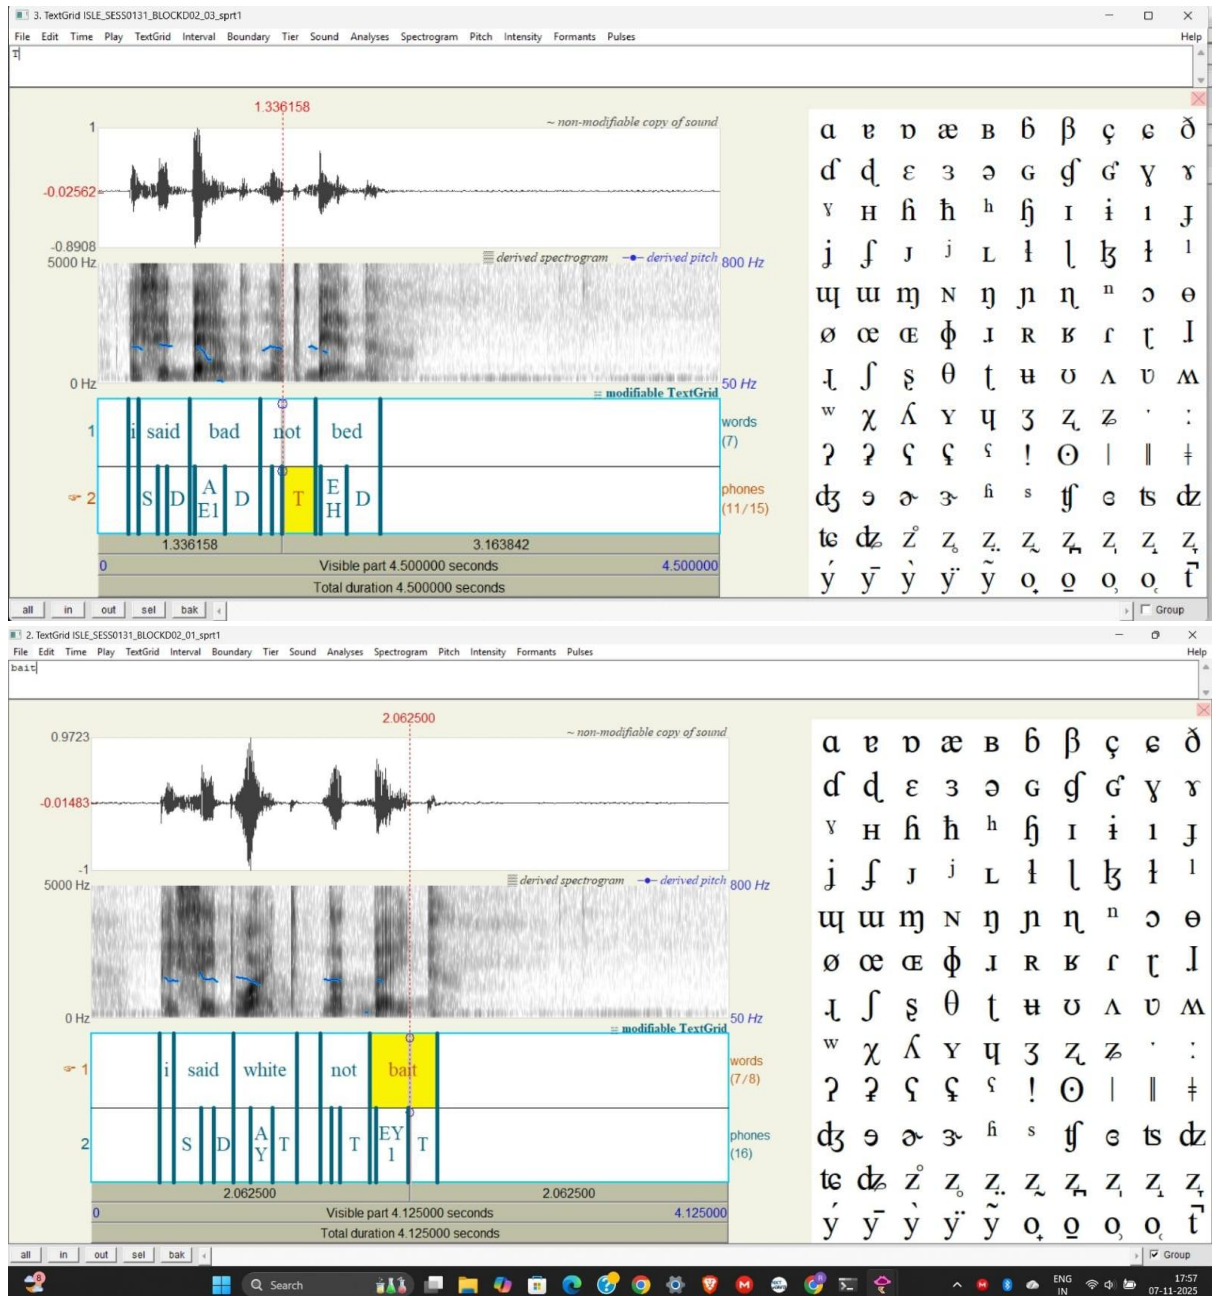 3. TextGrid ISLE_SESS0131_BLOCKD02_03_sprt1
File Edit Time Play TextGrid Interval Boundary Tier Sound Analyses Spectrogram Pitch Intensity Formants Pulses Help
T
1.336158
~ non-modifiable copy of sound
1
-0.02562
-0.8908
derived spectrogram derived pitch
5000 Hz 800 Hz
0 Hz 50 Hz
modifiable TextGrid
1 i said bad not bed words (7)
2 S D AE1 D T EH D phones (11/15)
1.336158 3.163842
0 Visible part 4.500000 seconds 4.500000
Total duration 4.500000 seconds
all in out sel bak Group
ɑ ɐ ɒ æ ʙ ɓ β ç ɕ ð
ɗ ɖ ɛ ɜ ə ɢ ɠ ʛ ɣ ɤ
ˠ ʜ ɦ ħ ʰ ɧ ɪ ɨ ı ɟ
ʝ ʄ ᴊ ʲ ʟ ɫ ɭ ɮ ɬ ˡ
ɰ ɯ ɱ ɴ ŋ ɲ ɳ ⁿ ɔ ɵ
ø œ ɶ ɸ ɹ ʀ ʁ ɾ ɽ ɺ
ɻ ʃ ʂ θ ʈ ʉ ʊ ʌ ʋ ʍ
ʷ χ ʎ ʏ ɥ ʒ ʐ ʑ ˑ ː
ʔ ʡ ʕ ʢ ˤ ǃ ʘ ǀ ǁ ǂ
ʤ ɘ ɚ ɝ ʱ ˢ ʧ ɞ ʦ ʣ
ʨ ʥ z̊ z̥ z̤ z̰ z̪ z̩ z̝ z̞
ý ȳ ỳ ÿ ỹ o̟ o̠ o̹ o̜ t̚
2. TextGrid ISLE_SESS0131_BLOCKD02_01_sprt1
File Edit Time Play TextGrid Interval Boundary Tier Sound Analyses Spectrogram Pitch Intensity Formants Pulses Help
bait
2.062500
~ non-modifiable copy of sound
0.9723
-0.01483
-1
derived spectrogram derived pitch
5000 Hz 800 Hz
0 Hz 50 Hz
modifiable TextGrid
1 i said white not bait words (7/8)
2 S D AY T T EY1 T phones (16)
2.062500 2.062500
0 Visible part 4.125000 seconds 4.125000
Total duration 4.125000 seconds
all in out sel bak Group
ɑ ɐ ɒ æ ʙ ɓ β ç ɕ ð
ɗ ɖ ɛ ɜ ə ɢ ɠ ʛ ɣ ɤ
ˠ ʜ ɦ ħ ʰ ɧ ɪ ɨ ı ɟ
ʝ ʄ ᴊ ʲ ʟ ɫ ɭ ɮ ɬ ˡ
ɰ ɯ ɱ ɴ ŋ ɲ ɳ ⁿ ɔ ɵ
ø œ ɶ ɸ ɹ ʀ ʁ ɾ ɽ ɺ
ɻ ʃ ʂ θ ʈ ʉ ʊ ʌ ʋ ʍ
ʷ χ ʎ ʏ ɥ ʒ ʐ ʑ ˑ ː
ʔ ʡ ʕ ʢ ˤ ǃ ʘ ǀ ǁ ǂ
ʤ ɘ ɚ ɝ ʱ ˢ ʧ ɞ ʦ ʣ
ʨ ʥ z̊ z̥ z̤ z̰ z̪ z̩ z̝ z̞
ý ȳ ỳ ÿ ỹ o̟ o̠ o̹ o̜ t̚
Search
ENG IN
17:57
07-11-2025